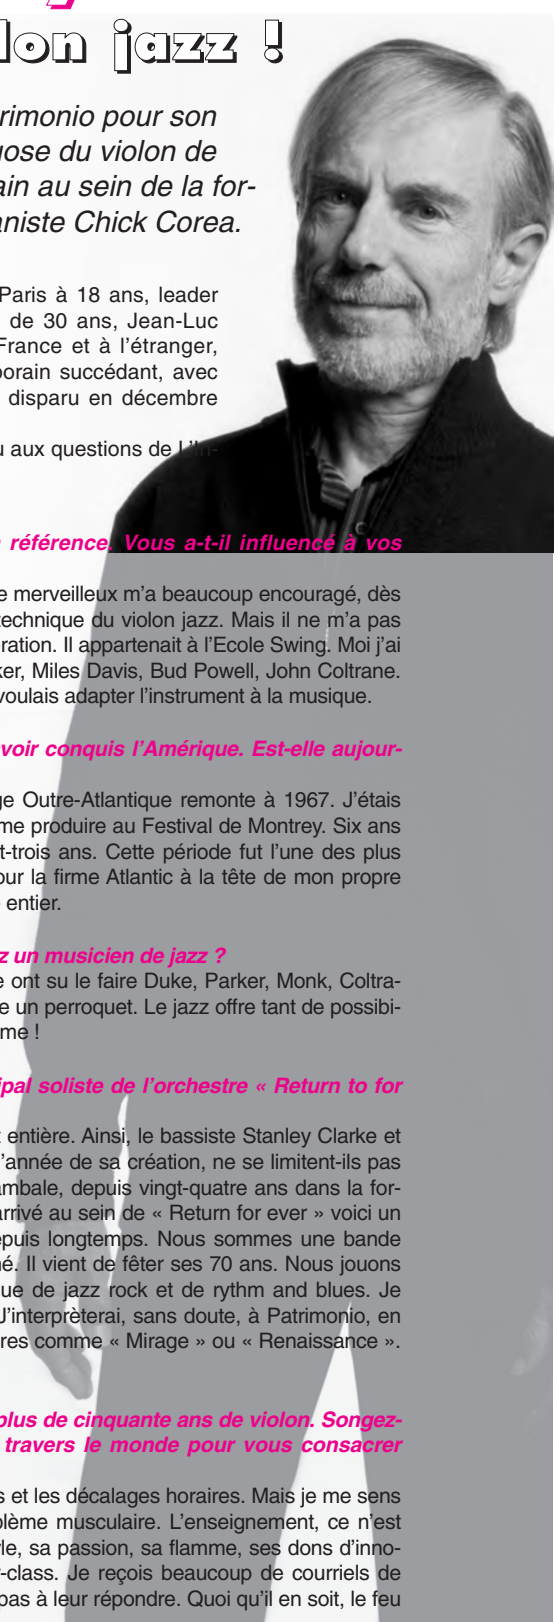 lon jazz !
rimonio pour son
uose du violon de
ain au sein de la for-
aniste Chick Corea.
Paris à 18 ans, leader
de 30 ans, Jean-Luc
France et à l'étranger,
porain succédant, avec
disparu en décembre
u aux questions de L'In-
référence. Vous a-t-il influencé à vos
e merveilleux m'a beaucoup encouragé, dès
technique du violon jazz. Mais il ne m'a pas
ration. Il appartenait à l'Ecole Swing. Moi j'ai
ker, Miles Davis, Bud Powell, John Coltrane.
voulais adapter l'instrument à la musique.
voir conquis l'Amérique. Est-elle aujour-
ge Outre-Atlantique remonte à 1967. J'étais
me produire au Festival de Montrey. Six ans
t-trois ans. Cette période fut l'une des plus
our la firme Atlantic à la tête de mon propre
entier.
z un musicien de jazz ?
e ont su le faire Duke, Parker, Monk, Coltra-
e un perroquet. Le jazz offre tant de possibi-
me !
ipal soliste de l'orchestre « Return to for
t entière. Ainsi, le bassiste Stanley Clarke et
l'année de sa création, ne se limitent-ils pas
ambale, depuis vingt-quatre ans dans la for-
arrivé au sein de « Return for ever » voici un
epuis longtemps. Nous sommes une bande
né. Il vient de fêter ses 70 ans. Nous jouons
ue de jazz rock et de rythm and blues. Je
J'interprèterai, sans doute, à Patrimonio, en
res comme « Mirage » ou « Renaissance ».
plus de cinquante ans de violon. Songez-
travers le monde pour vous consacrer
s et les décalages horaires. Mais je me sens
blème musculaire. L'enseignement, ce n'est
yle, sa passion, sa flamme, ses dons d'inno-
r-class. Je reçois beaucoup de courriels de
pas à leur répondre. Quoi qu'il en soit, le feu